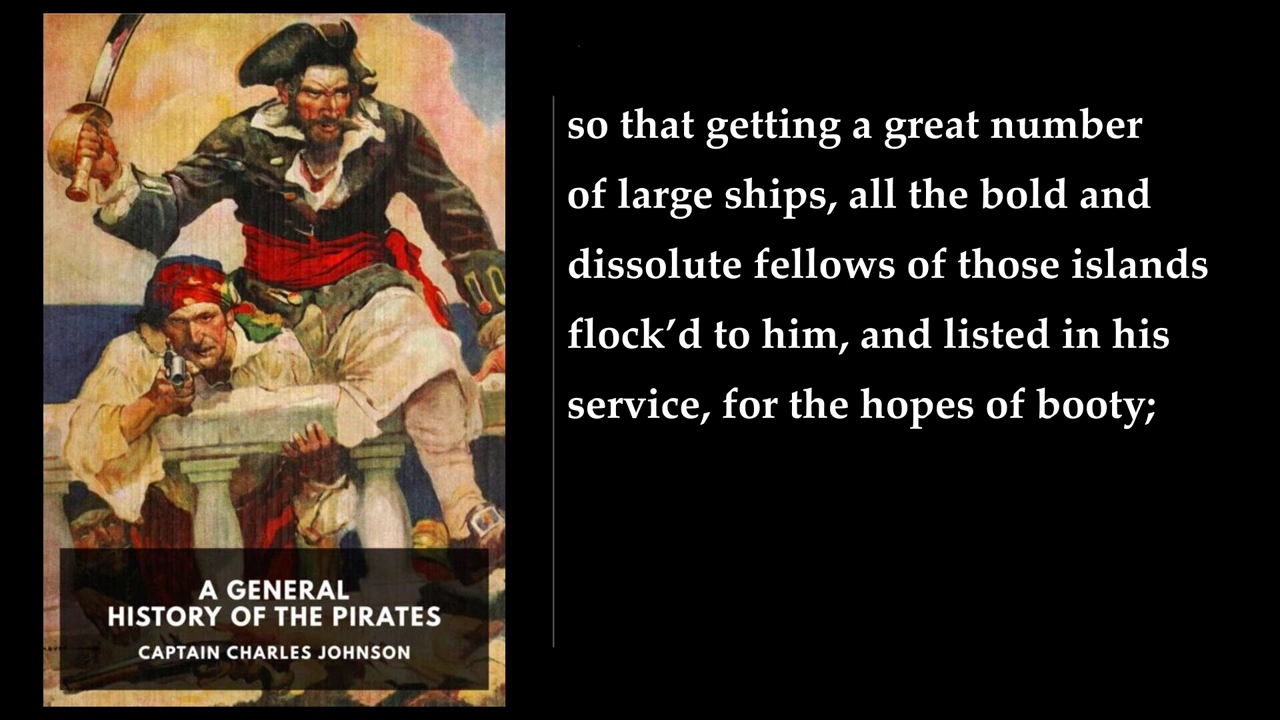 so that getting a great number
of large ships, all the bold and
dissolute fellows of those islands
flock’d to him, and listed in his
service, for the hopes of booty;
A GENERAL
HISTORY OF THE PIRATES
CAPTAIN CHARLES JOHNSON